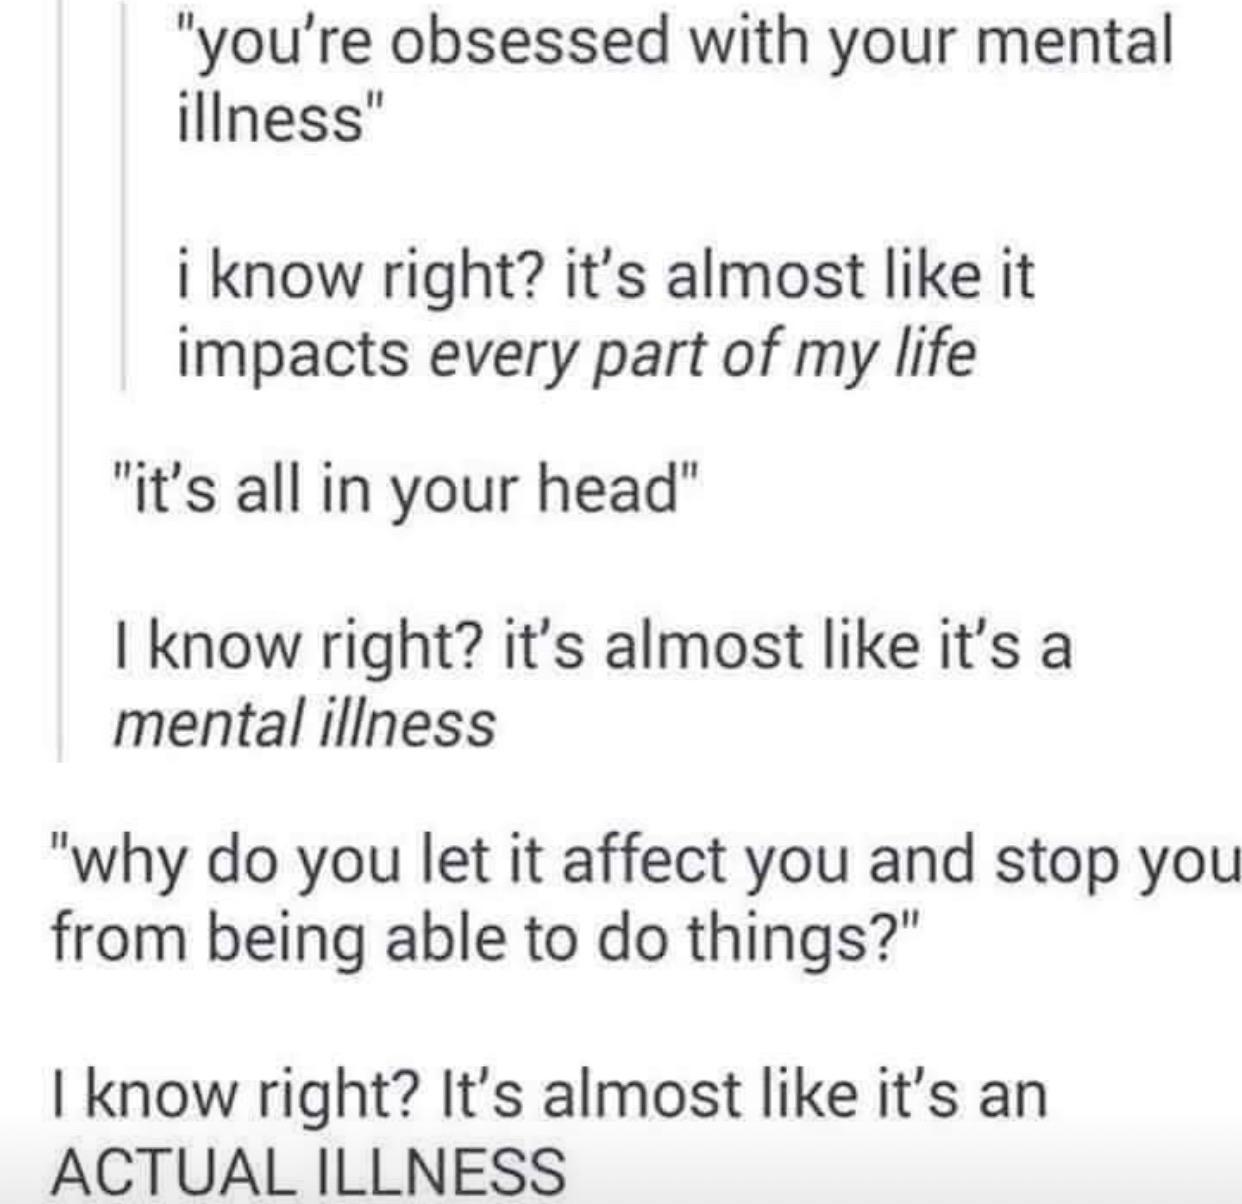 "you're obsessed with your mental
illness"
i know right? it's almost like it
impacts every part of my life
"it's all in your head"
I know right? it's almost like it's a
mental illness
"why do you let it affect you and stop you
from being able to do things?"
I know right? It's almost like it's an
ACTUAL ILLNESS